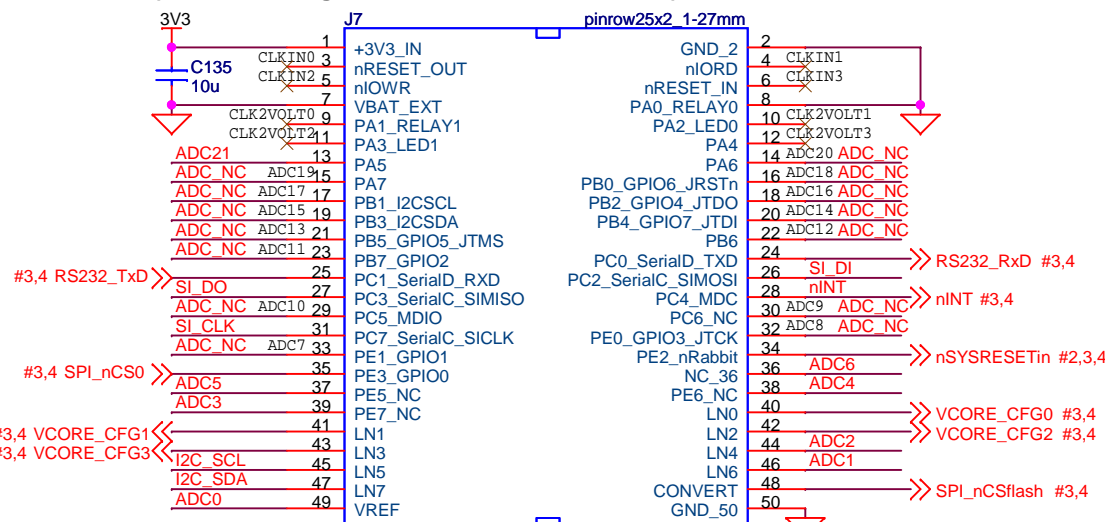 3V3
J7 pinrow25x2_1-27mm
C135
10u
1 +3V3_IN GND_2 2
CLKIN0 3 nRESET_OUT nIORD 4 CLKIN1
CLKIN2 5 nIOWR nRESET_IN 6 CLKIN3
7 VBAT_EXT PA0_RELAY0 8
CLK2VOLT0 9 PA1_RELAY1 PA2_LED0 10 CLK2VOLT1
CLK2VOLT2 11 PA3_LED1 PA4 12 CLK2VOLT3
ADC21 13 PA5 PA6 14 ADC20 ADC_NC
ADC_NC ADC19 15 PA7 PB0_GPIO6_JRSTn 16 ADC18 ADC_NC
ADC_NC ADC17 17 PB1_I2CSCL PB2_GPIO4_JTDO 18 ADC16 ADC_NC
ADC_NC ADC15 19 PB3_I2CSDA PB4_GPIO7_JTDI 20 ADC14 ADC_NC
ADC_NC ADC13 21 PB5_GPIO5_JTMS PB6 22 ADC12 ADC_NC
ADC_NC ADC11 23 PB7_GPIO2 PC0_SerialD_TXD 24 RS232_RxD #3,4
#3,4 RS232_TxD 25 PC1_SerialD_RXD PC2_SerialC_SIMOSI 26 SI_DI
SI_DO 27 PC3_SerialC_SIMISO PC4_MDC 28 nINT nINT #3,4
ADC_NC ADC10 29 PC5_MDIO PC6_NC 30 ADC9 ADC_NC
SI_CLK 31 PC7_SerialC_SICLK PE0_GPIO3_JTCK 32 ADC8 ADC_NC
ADC_NC ADC7 33 PE1_GPIO1 PE2_nRabbit 34 nSYSRESETin #2,3,4
#3,4 SPI_nCS0 35 PE3_GPIO0 NC_36 36 ADC6
ADC5 37 PE5_NC PE6_NC 38 ADC4
ADC3 39 PE7_NC LN0 40 VCORE_CFG0 #3,4
#3,4 VCORE_CFG1 41 LN1 LN2 42 VCORE_CFG2 #3,4
#3,4 VCORE_CFG3 43 LN3 LN4 44 ADC2
I2C_SCL 45 LN5 LN6 46 ADC1
I2C_SDA 47 LN7 CONVERT 48 SPI_nCSflash #3,4
ADC0 49 VREF GND_50 50